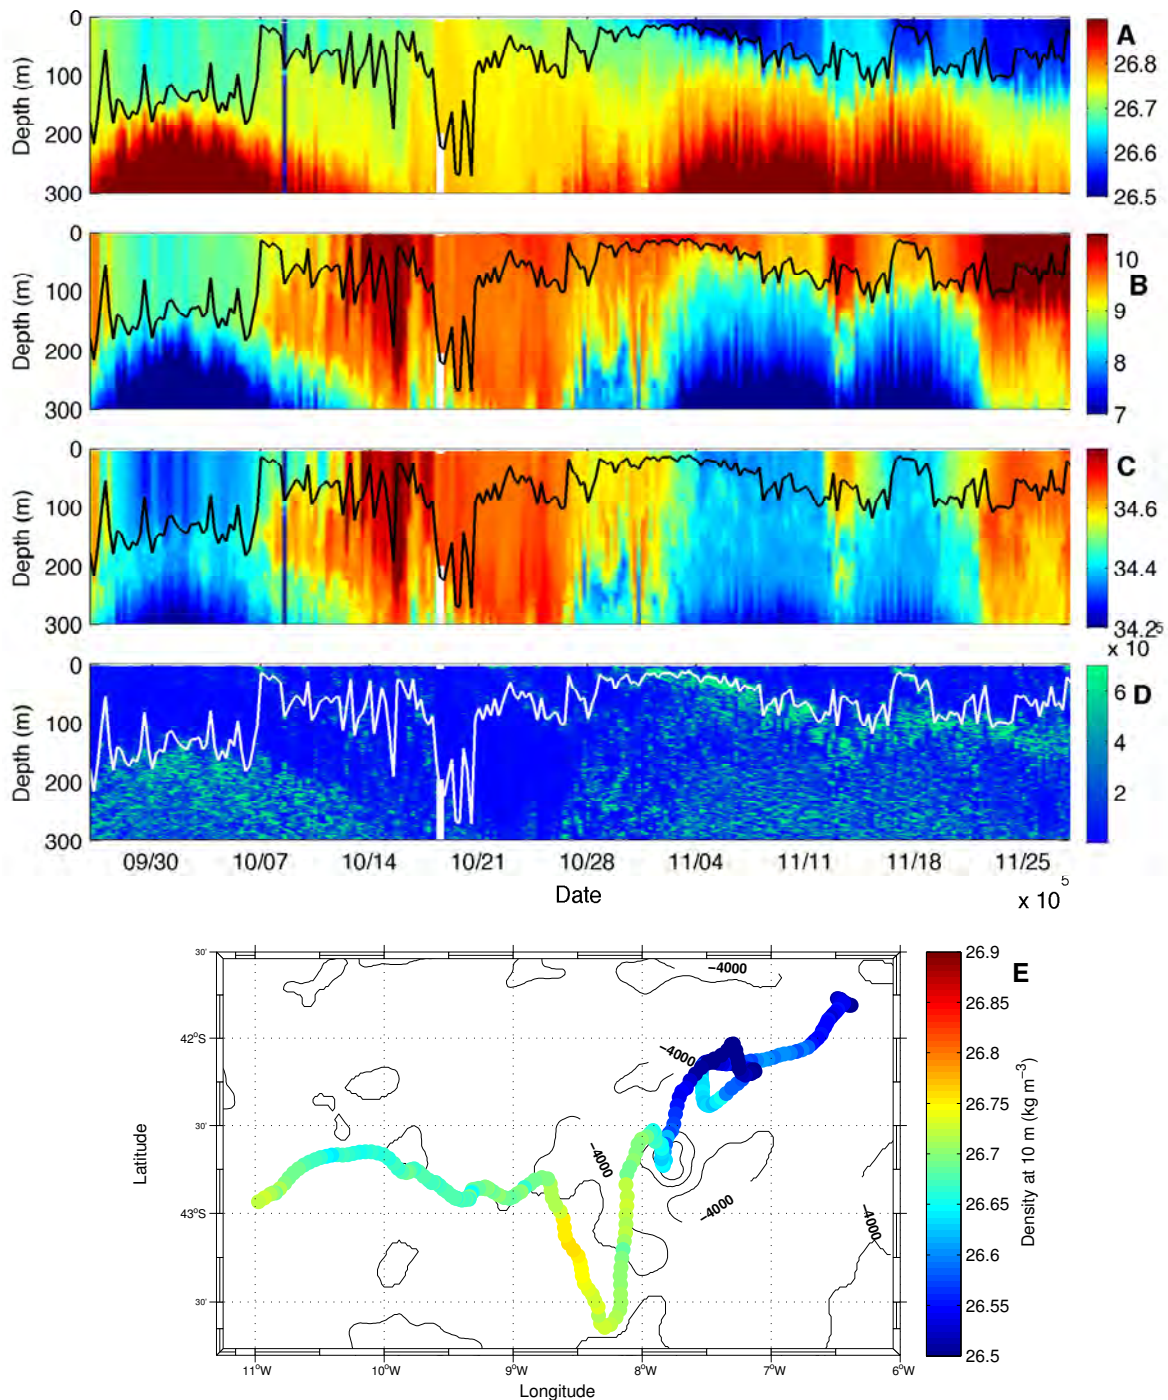 0
100
200
300
Depth (m)
A
26.8
26.7
26.6
26.5
0
100
200
300
Depth (m)
B
10
9
8
7
0
100
200
300
Depth (m)
C
34.6
34.4
34.2
x 10
5
0
100
200
300
Depth (m)
D
6
4
2
09/30 10/07 10/14 10/21 10/28 11/04 11/11 11/18 11/25
Date
x 10
5
30'
42°S
30'
43°S
30'
Latitude
−4000
−4000
−4000
−4000
−4000
11°W 10°W 9°W 8°W 7°W 6°W
Longitude
E
26.9
26.85
26.8
26.75
26.7
26.65
26.6
26.55
26.5
Density at 10 m (kg m⁻³)